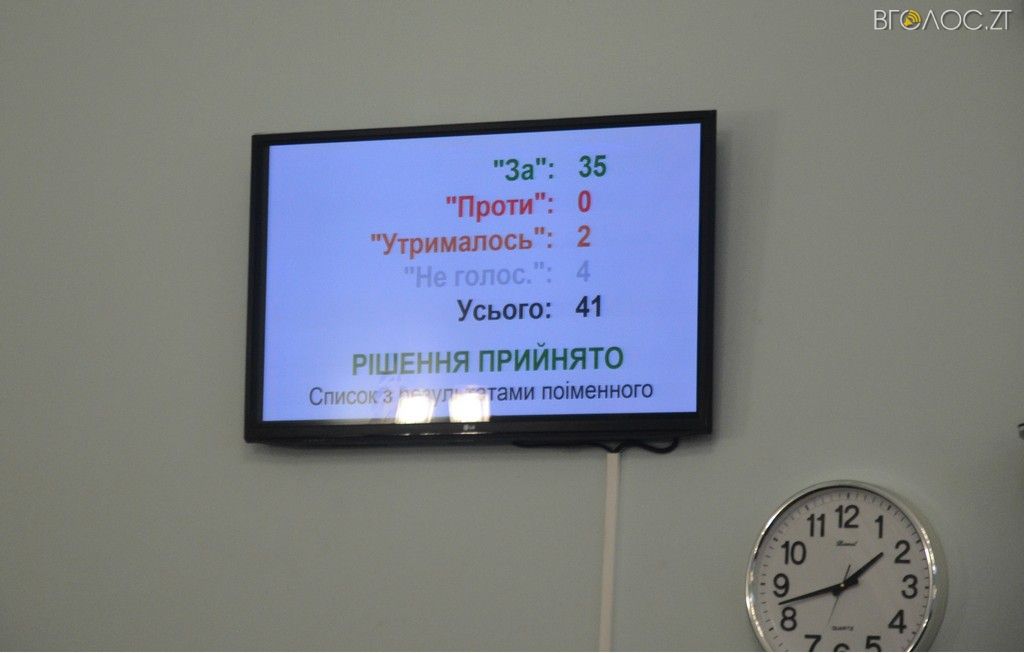 ВГОЛОС.ZT
"За": 35
"Проти": 0
"Утрималось": 2
"Не голос.": 4
Усього: 41
РІШЕННЯ ПРИЙНЯТО
Список з результатами поіменного
LG
11 12 1
10 2
9 3
8 4
7 5
QUARTZ